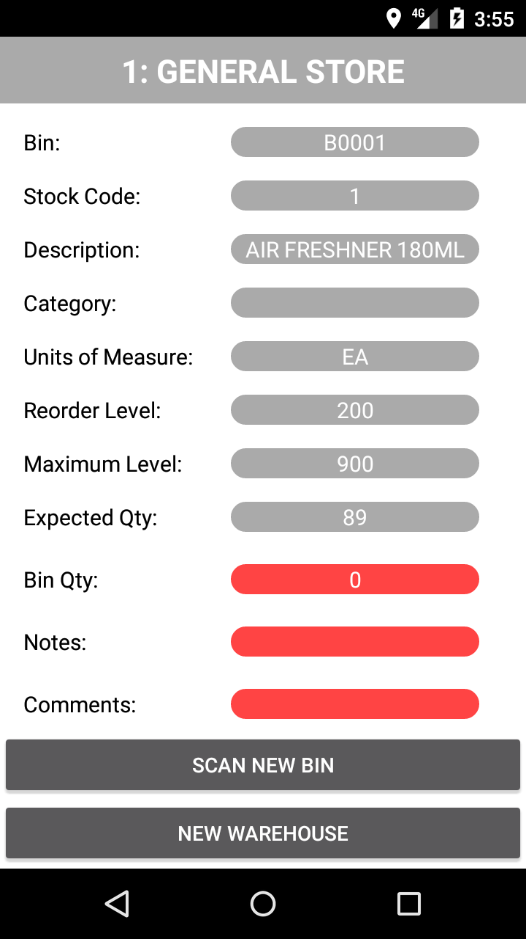 4G 3:55
1: GENERAL STORE
Bin: B0001
Stock Code: 1
Description: AIR FRESHNER 180ML
Category:
Units of Measure: EA
Reorder Level: 200
Maximum Level: 900
Expected Qty: 89
Bin Qty: 0
Notes:
Comments:
SCAN NEW BIN
NEW WAREHOUSE